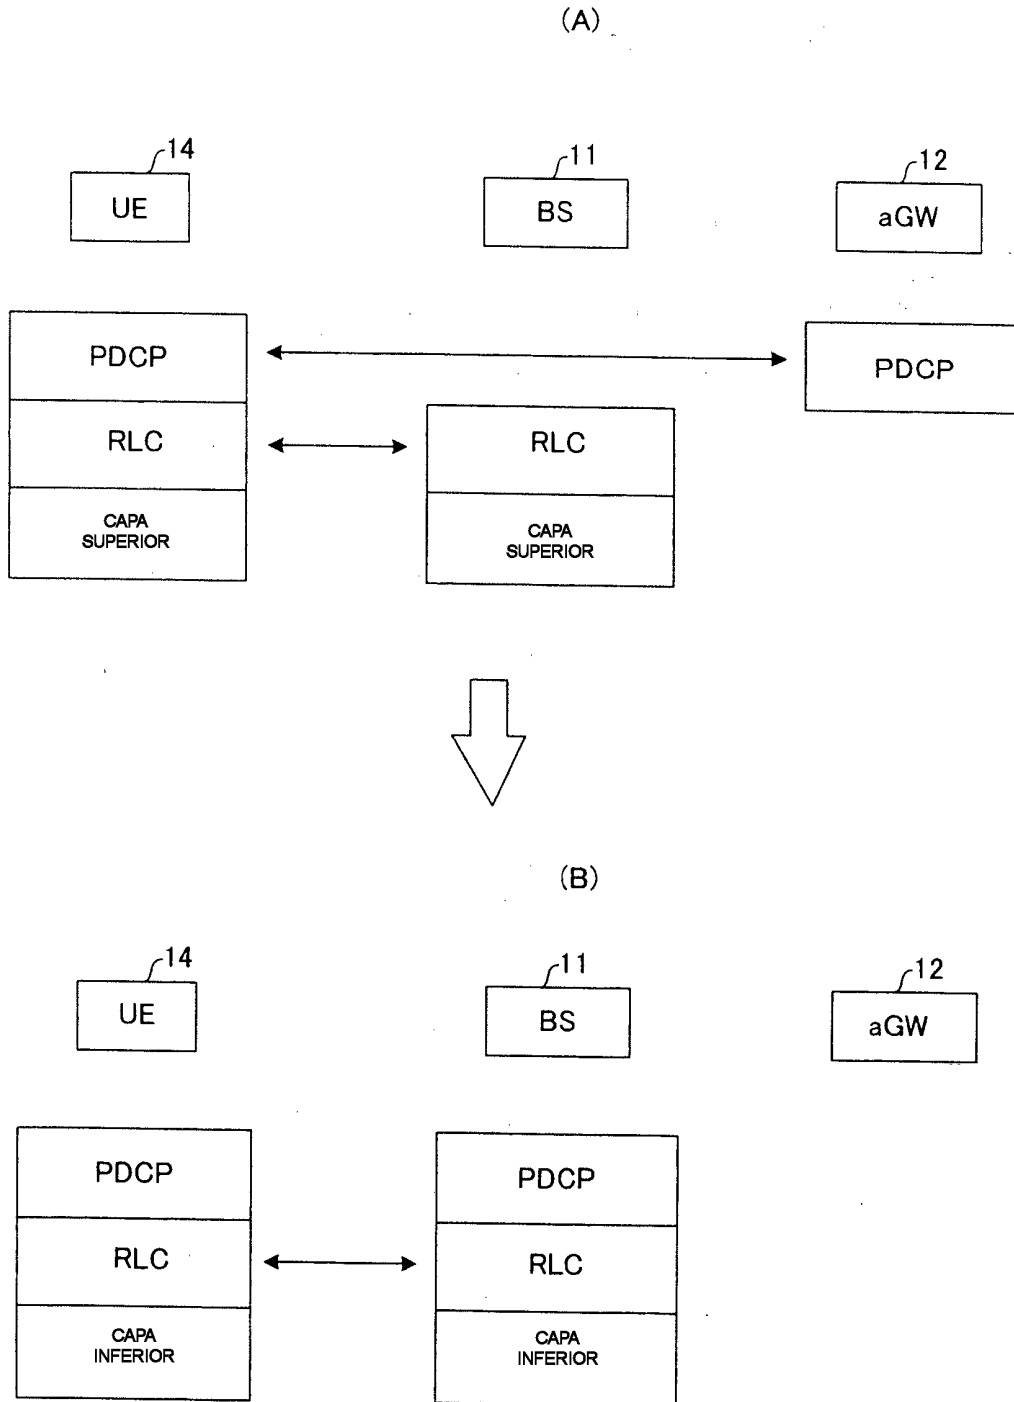 (A)
14
11
12
UE
BS
aGW
PDCP
PDCP
RLC
RLC
CAPA
SUPERIOR
CAPA
SUPERIOR
(B)
14
11
12
UE
BS
aGW
PDCP
PDCP
RLC
RLC
CAPA
INFERIOR
CAPA
INFERIOR